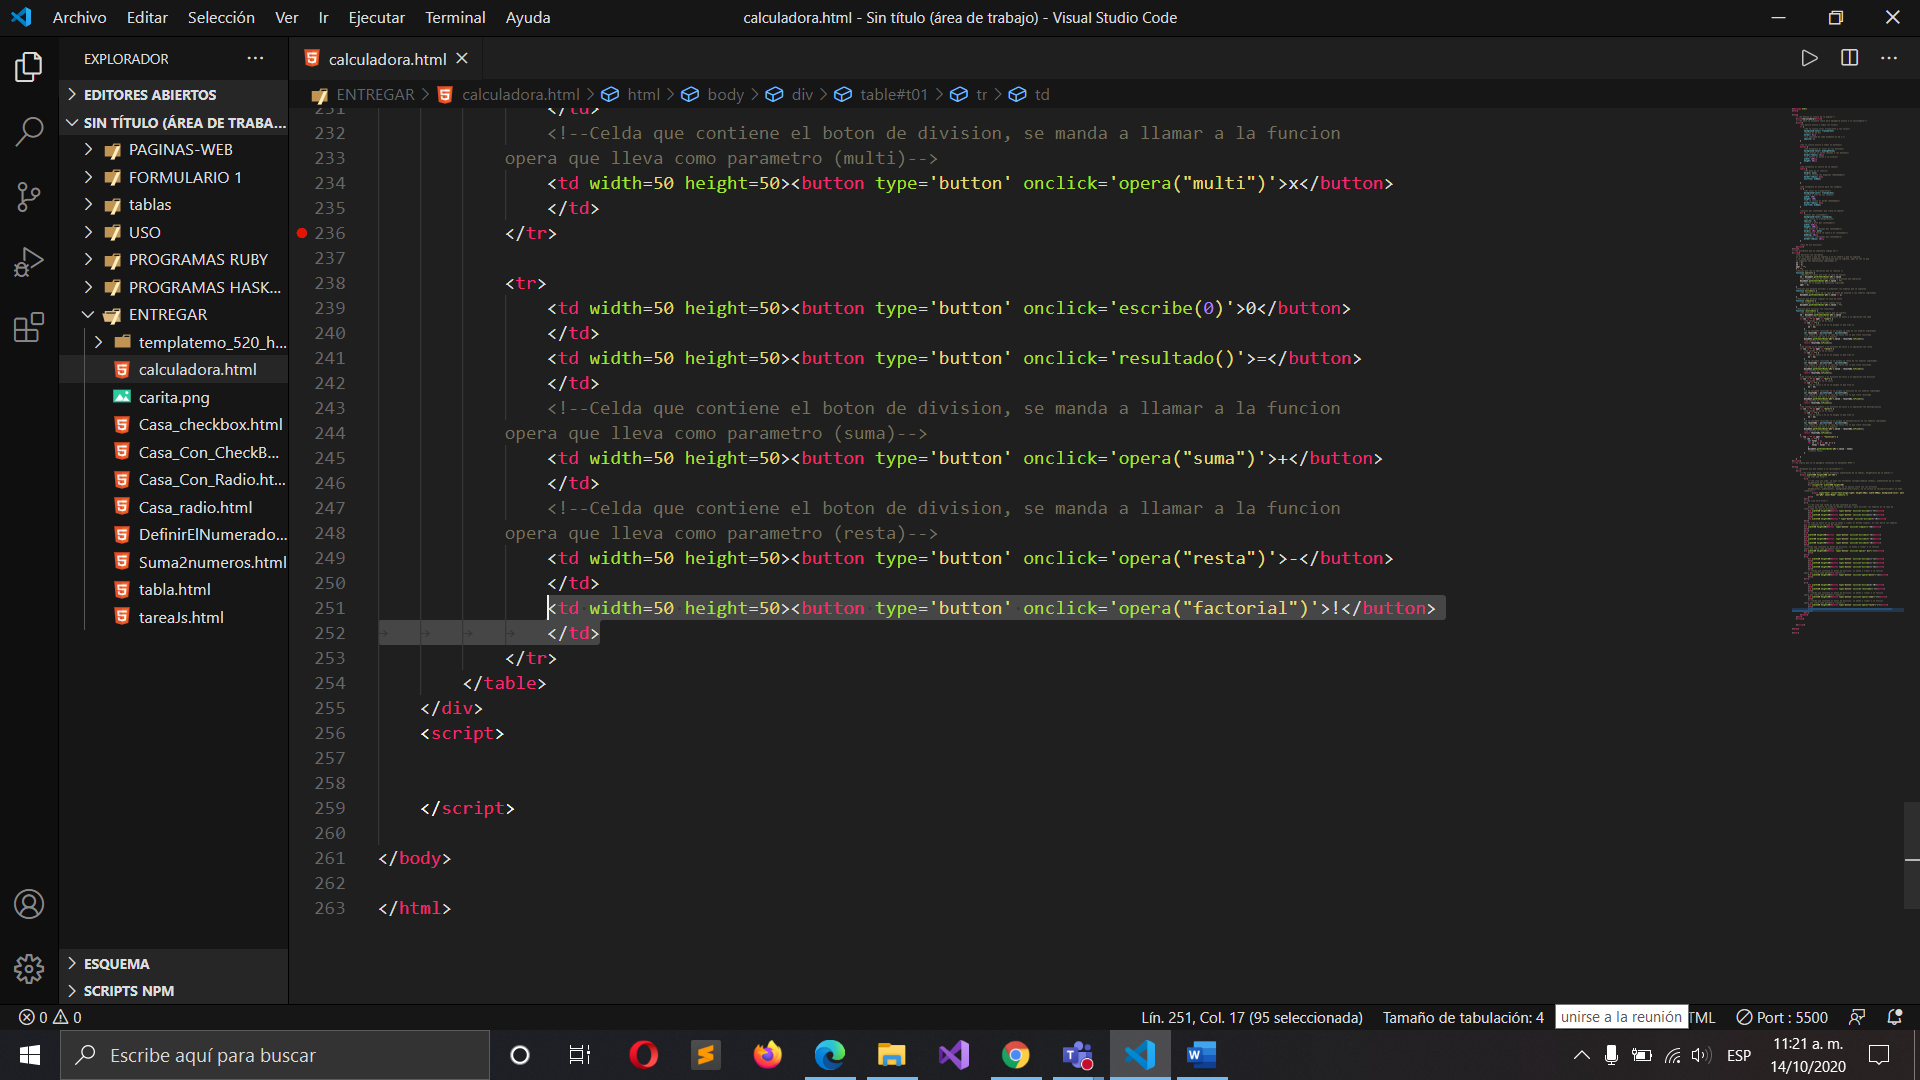 Archivo Editar Selección Ver Ir Ejecutar Terminal Ayuda
calculadora.html - Sin título (área de trabajo) - Visual Studio Code
EXPLORADOR
EDITORES ABIERTOS
SIN TÍTULO (ÁREA DE TRABA...
PAGINAS-WEB
FORMULARIO 1
tablas
USO
PROGRAMAS RUBY
PROGRAMAS HASK...
ENTREGAR
templatemo_520_h...
calculadora.html
carita.png
Casa_checkbox.html
Casa_Con_CheckB...
Casa_Con_Radio.ht...
Casa_radio.html
DefinirElNumerado...
Suma2numeros.html
tabla.html
tareaJs.html
ESQUEMA
SCRIPTS NPM
calculadora.html
ENTREGAR > calculadora.html > html > body > div > table#t01 > tr > td
231 </td>
232 <!--Celda que contiene el boton de division, se manda a llamar a la funcion
233 opera que lleva como parametro (multi)-->
234 <td width=50 height=50><button type='button' onclick='opera("multi")'>x</button>
235 </td>
236 </tr>
237
238 <tr>
239 <td width=50 height=50><button type='button' onclick='escribe(0)'>0</button>
240 </td>
241 <td width=50 height=50><button type='button' onclick='resultado()'>=</button>
242 </td>
243 <!--Celda que contiene el boton de division, se manda a llamar a la funcion
244 opera que lleva como parametro (suma)-->
245 <td width=50 height=50><button type='button' onclick='opera("suma")'>+</button>
246 </td>
247 <!--Celda que contiene el boton de division, se manda a llamar a la funcion
248 opera que lleva como parametro (resta)-->
249 <td width=50 height=50><button type='button' onclick='opera("resta")'>-</button>
250 </td>
251 <td width=50 height=50><button type='button' onclick='opera("factorial")'>!</button>
252 </td>
253 </tr>
254 </table>
255 </div>
256 <script>
257
258
259 </script>
260
261 </body>
262
263 </html>
0 0
Lín. 251, Col. 17 (95 seleccionada) Tamaño de tabulación: 4 unirse a la reunión TML Port : 5500
Escribe aquí para buscar
ESP
11:21 a. m.
14/10/2020